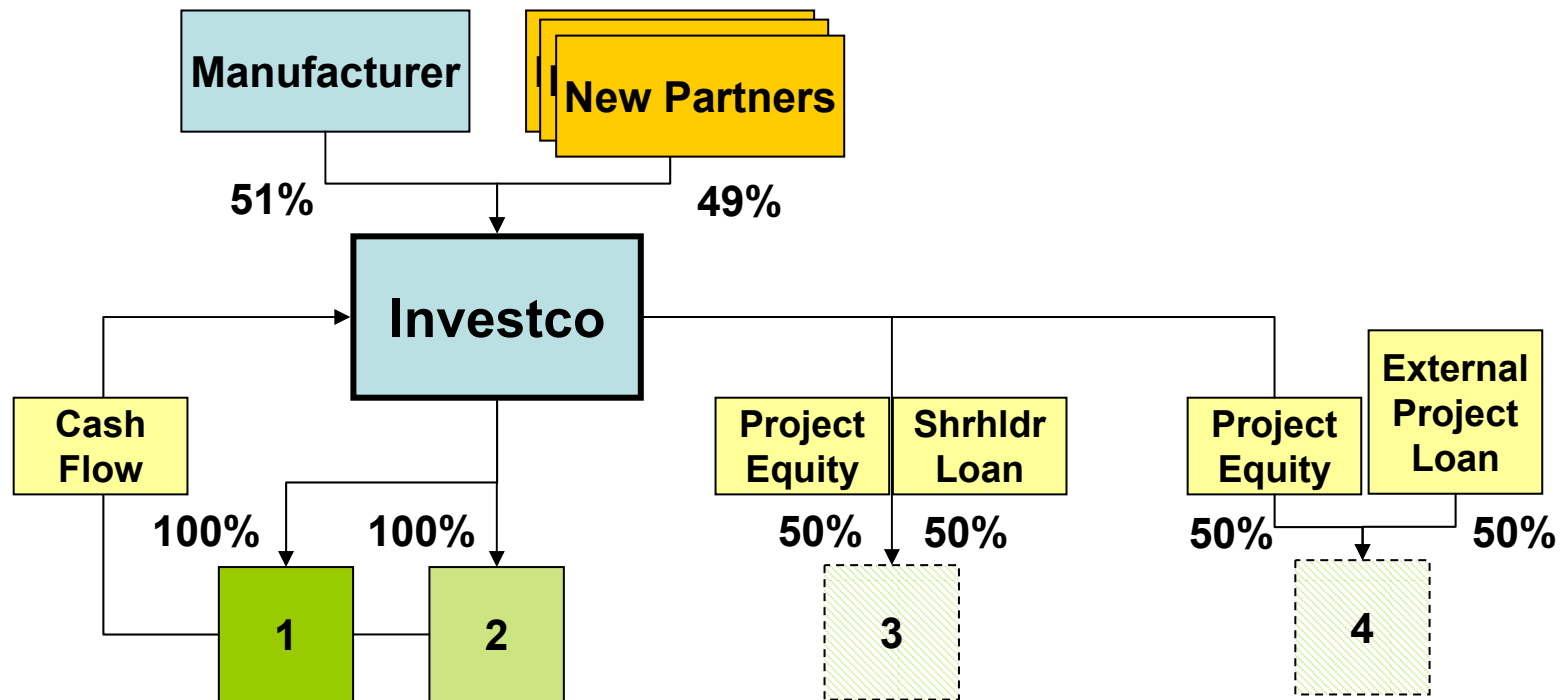 Manufacturer
New Partners
51%
49%
Investco
Cash
Flow
Project
Equity
Shrhldr
Loan
Project
Equity
External
Project
Loan
100%
100%
50%
50%
50%
50%
1
2
3
4